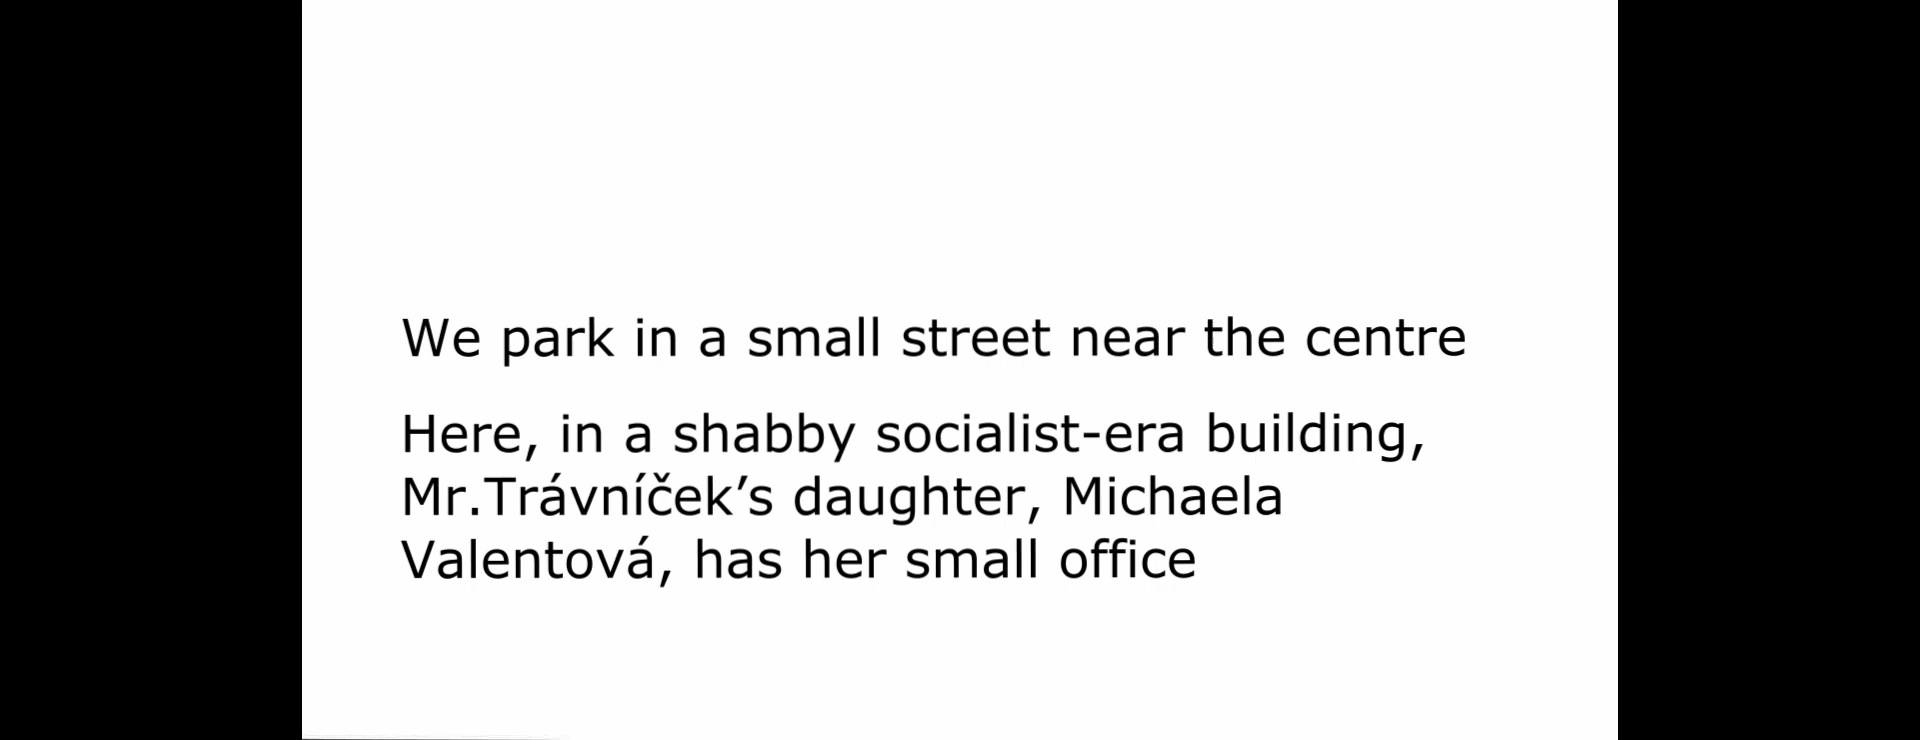 We park in a small street near the centre
Here, in a shabby socialist-era building,
Mr.Trávníček’s daughter, Michaela
Valentová, has her small office